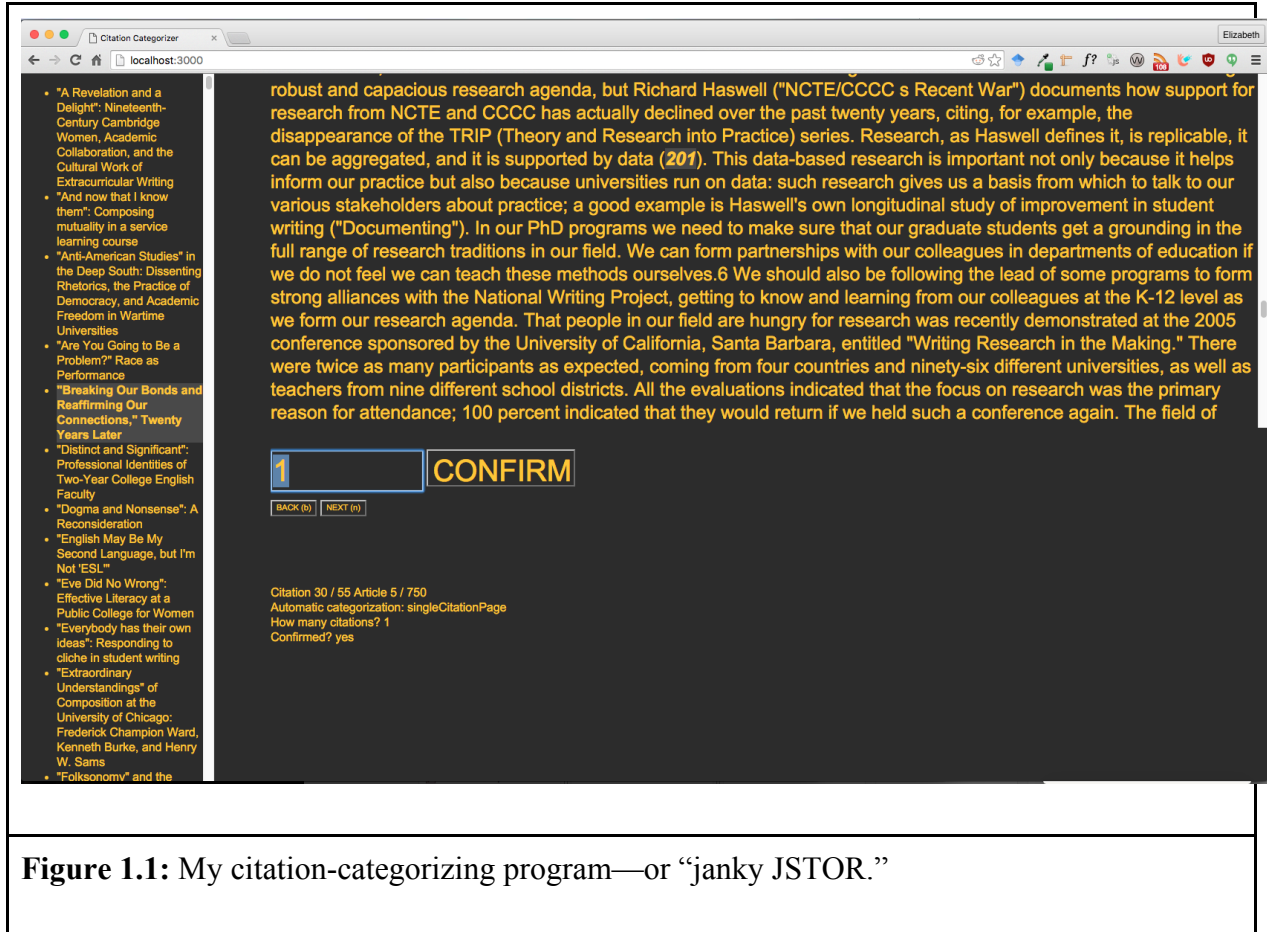 Citation Categorizer
Elizabeth
localhost:3000
f?
js
W
108
"A Revelation and a
Delight": Nineteenth-
Century Cambridge
Women, Academic
Collaboration, and the
Cultural Work of
Extracurricular Writing
"And now that I know
them": Composing
mutuality in a service
learning course
"Anti-American Studies" in
the Deep South: Dissenting
Rhetorics, the Practice of
Democracy, and Academic
Freedom in Wartime
Universities
"Are You Going to Be a
Problem?" Race as
Performance
"Breaking Our Bonds and
Reaffirming Our
Connections," Twenty
Years Later
"Distinct and Significant":
Professional Identities of
Two-Year College English
Faculty
"Dogma and Nonsense": A
Reconsideration
"English May Be My
Second Language, but I'm
Not 'ESL'"
"Eve Did No Wrong":
Effective Literacy at a
Public College for Women
"Everybody has their own
ideas": Responding to
cliche in student writing
"Extraordinary
Understandings" of
Composition at the
University of Chicago:
Frederick Champion Ward,
Kenneth Burke, and Henry
W. Sams
"Folksonomy" and the
robust and capacious research agenda, but Richard Haswell ("NCTE/CCCC s Recent War") documents how support for
research from NCTE and CCCC has actually declined over the past twenty years, citing, for example, the
disappearance of the TRIP (Theory and Research into Practice) series. Research, as Haswell defines it, is replicable, it
can be aggregated, and it is supported by data (201). This data-based research is important not only because it helps
inform our practice but also because universities run on data: such research gives us a basis from which to talk to our
various stakeholders about practice; a good example is Haswell's own longitudinal study of improvement in student
writing ("Documenting"). In our PhD programs we need to make sure that our graduate students get a grounding in the
full range of research traditions in our field. We can form partnerships with our colleagues in departments of education if
we do not feel we can teach these methods ourselves.6 We should also be following the lead of some programs to form
strong alliances with the National Writing Project, getting to know and learning from our colleagues at the K-12 level as
we form our research agenda. That people in our field are hungry for research was recently demonstrated at the 2005
conference sponsored by the University of California, Santa Barbara, entitled "Writing Research in the Making." There
were twice as many participants as expected, coming from four countries and ninety-six different universities, as well as
teachers from nine different school districts. All the evaluations indicated that the focus on research was the primary
reason for attendance; 100 percent indicated that they would return if we held such a conference again. The field of
1 CONFIRM
BACK (b) NEXT (n)
Citation 30 / 55 Article 5 / 750
Automatic categorization: singleCitationPage
How many citations? 1
Confirmed? yes
Figure 1.1: My citation-categorizing program—or “janky JSTOR.”